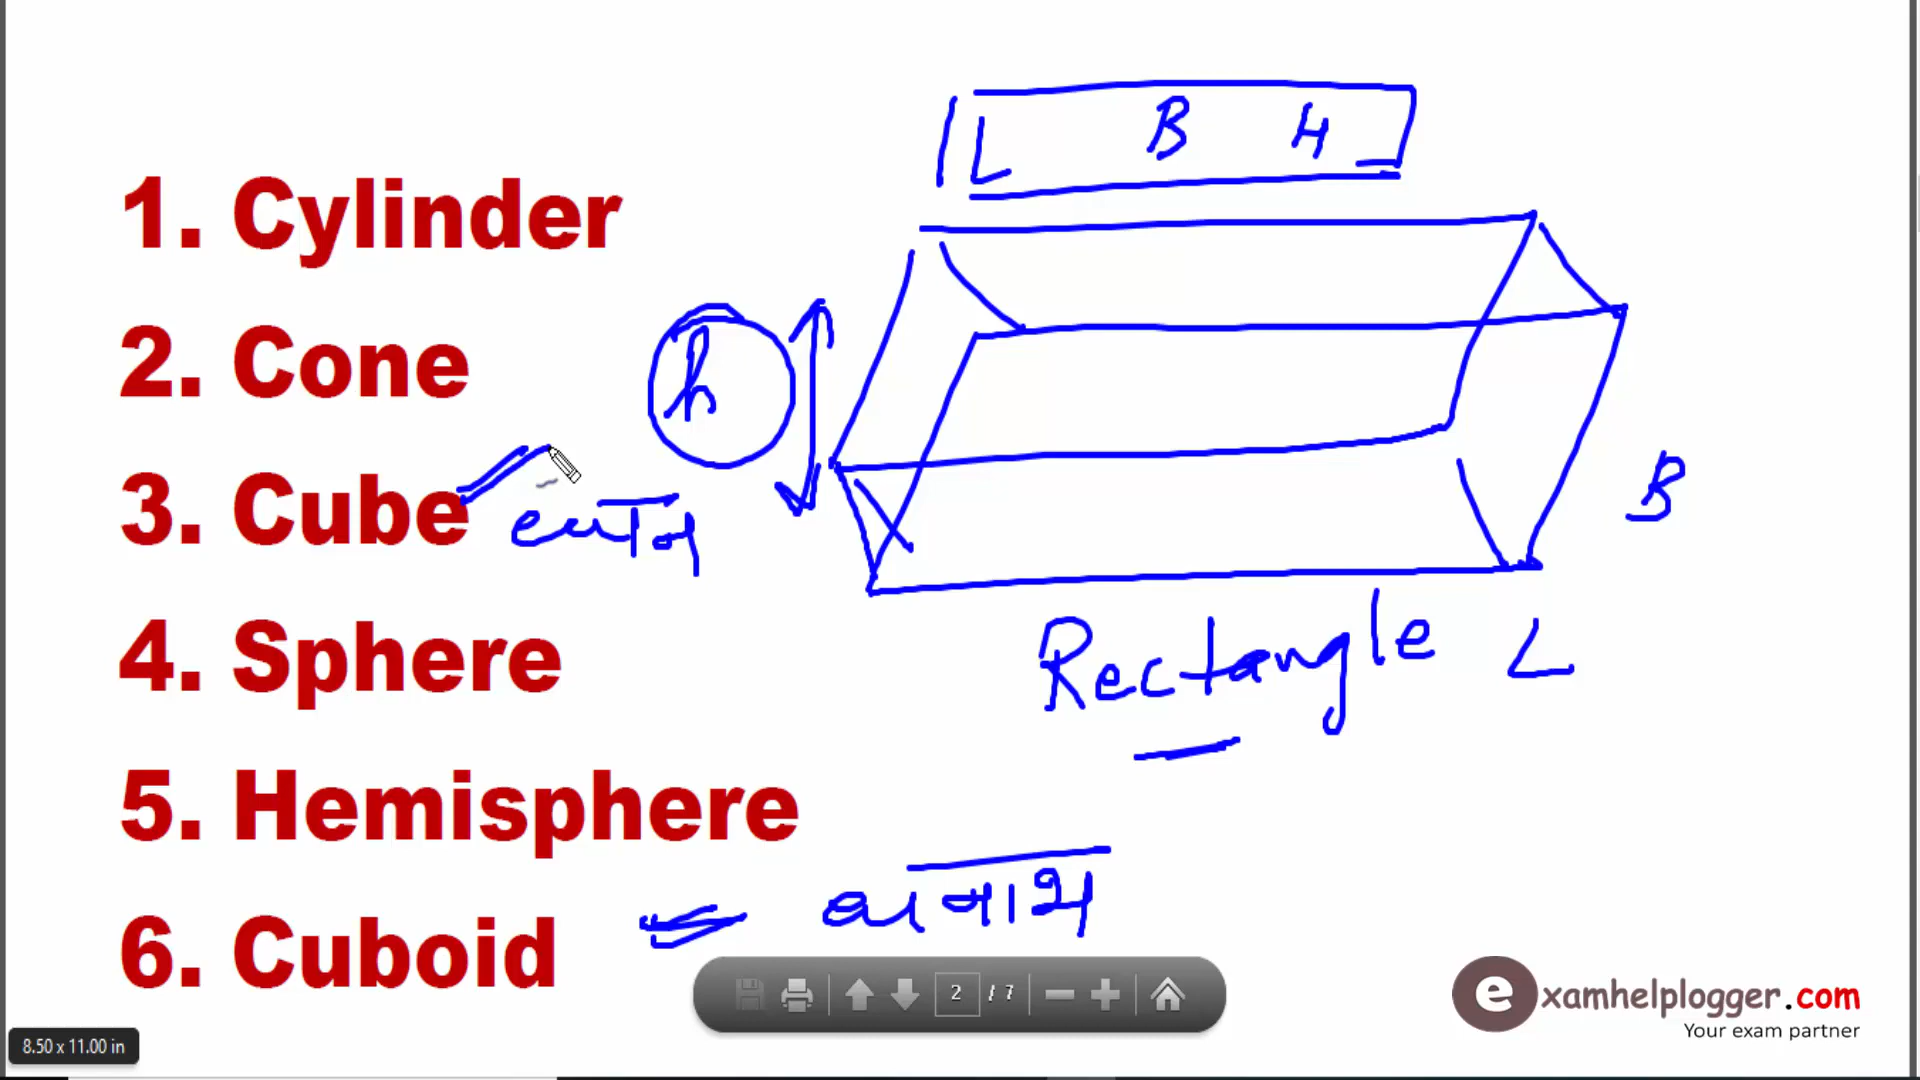 L B H
1. Cylinder
2. Cone
h
3. Cube
B
4. Sphere
Rectangle L
5. Hemisphere
6. Cuboid
2 / 7
examhelplogger.com
Your exam partner
8.50 x 11.00 in